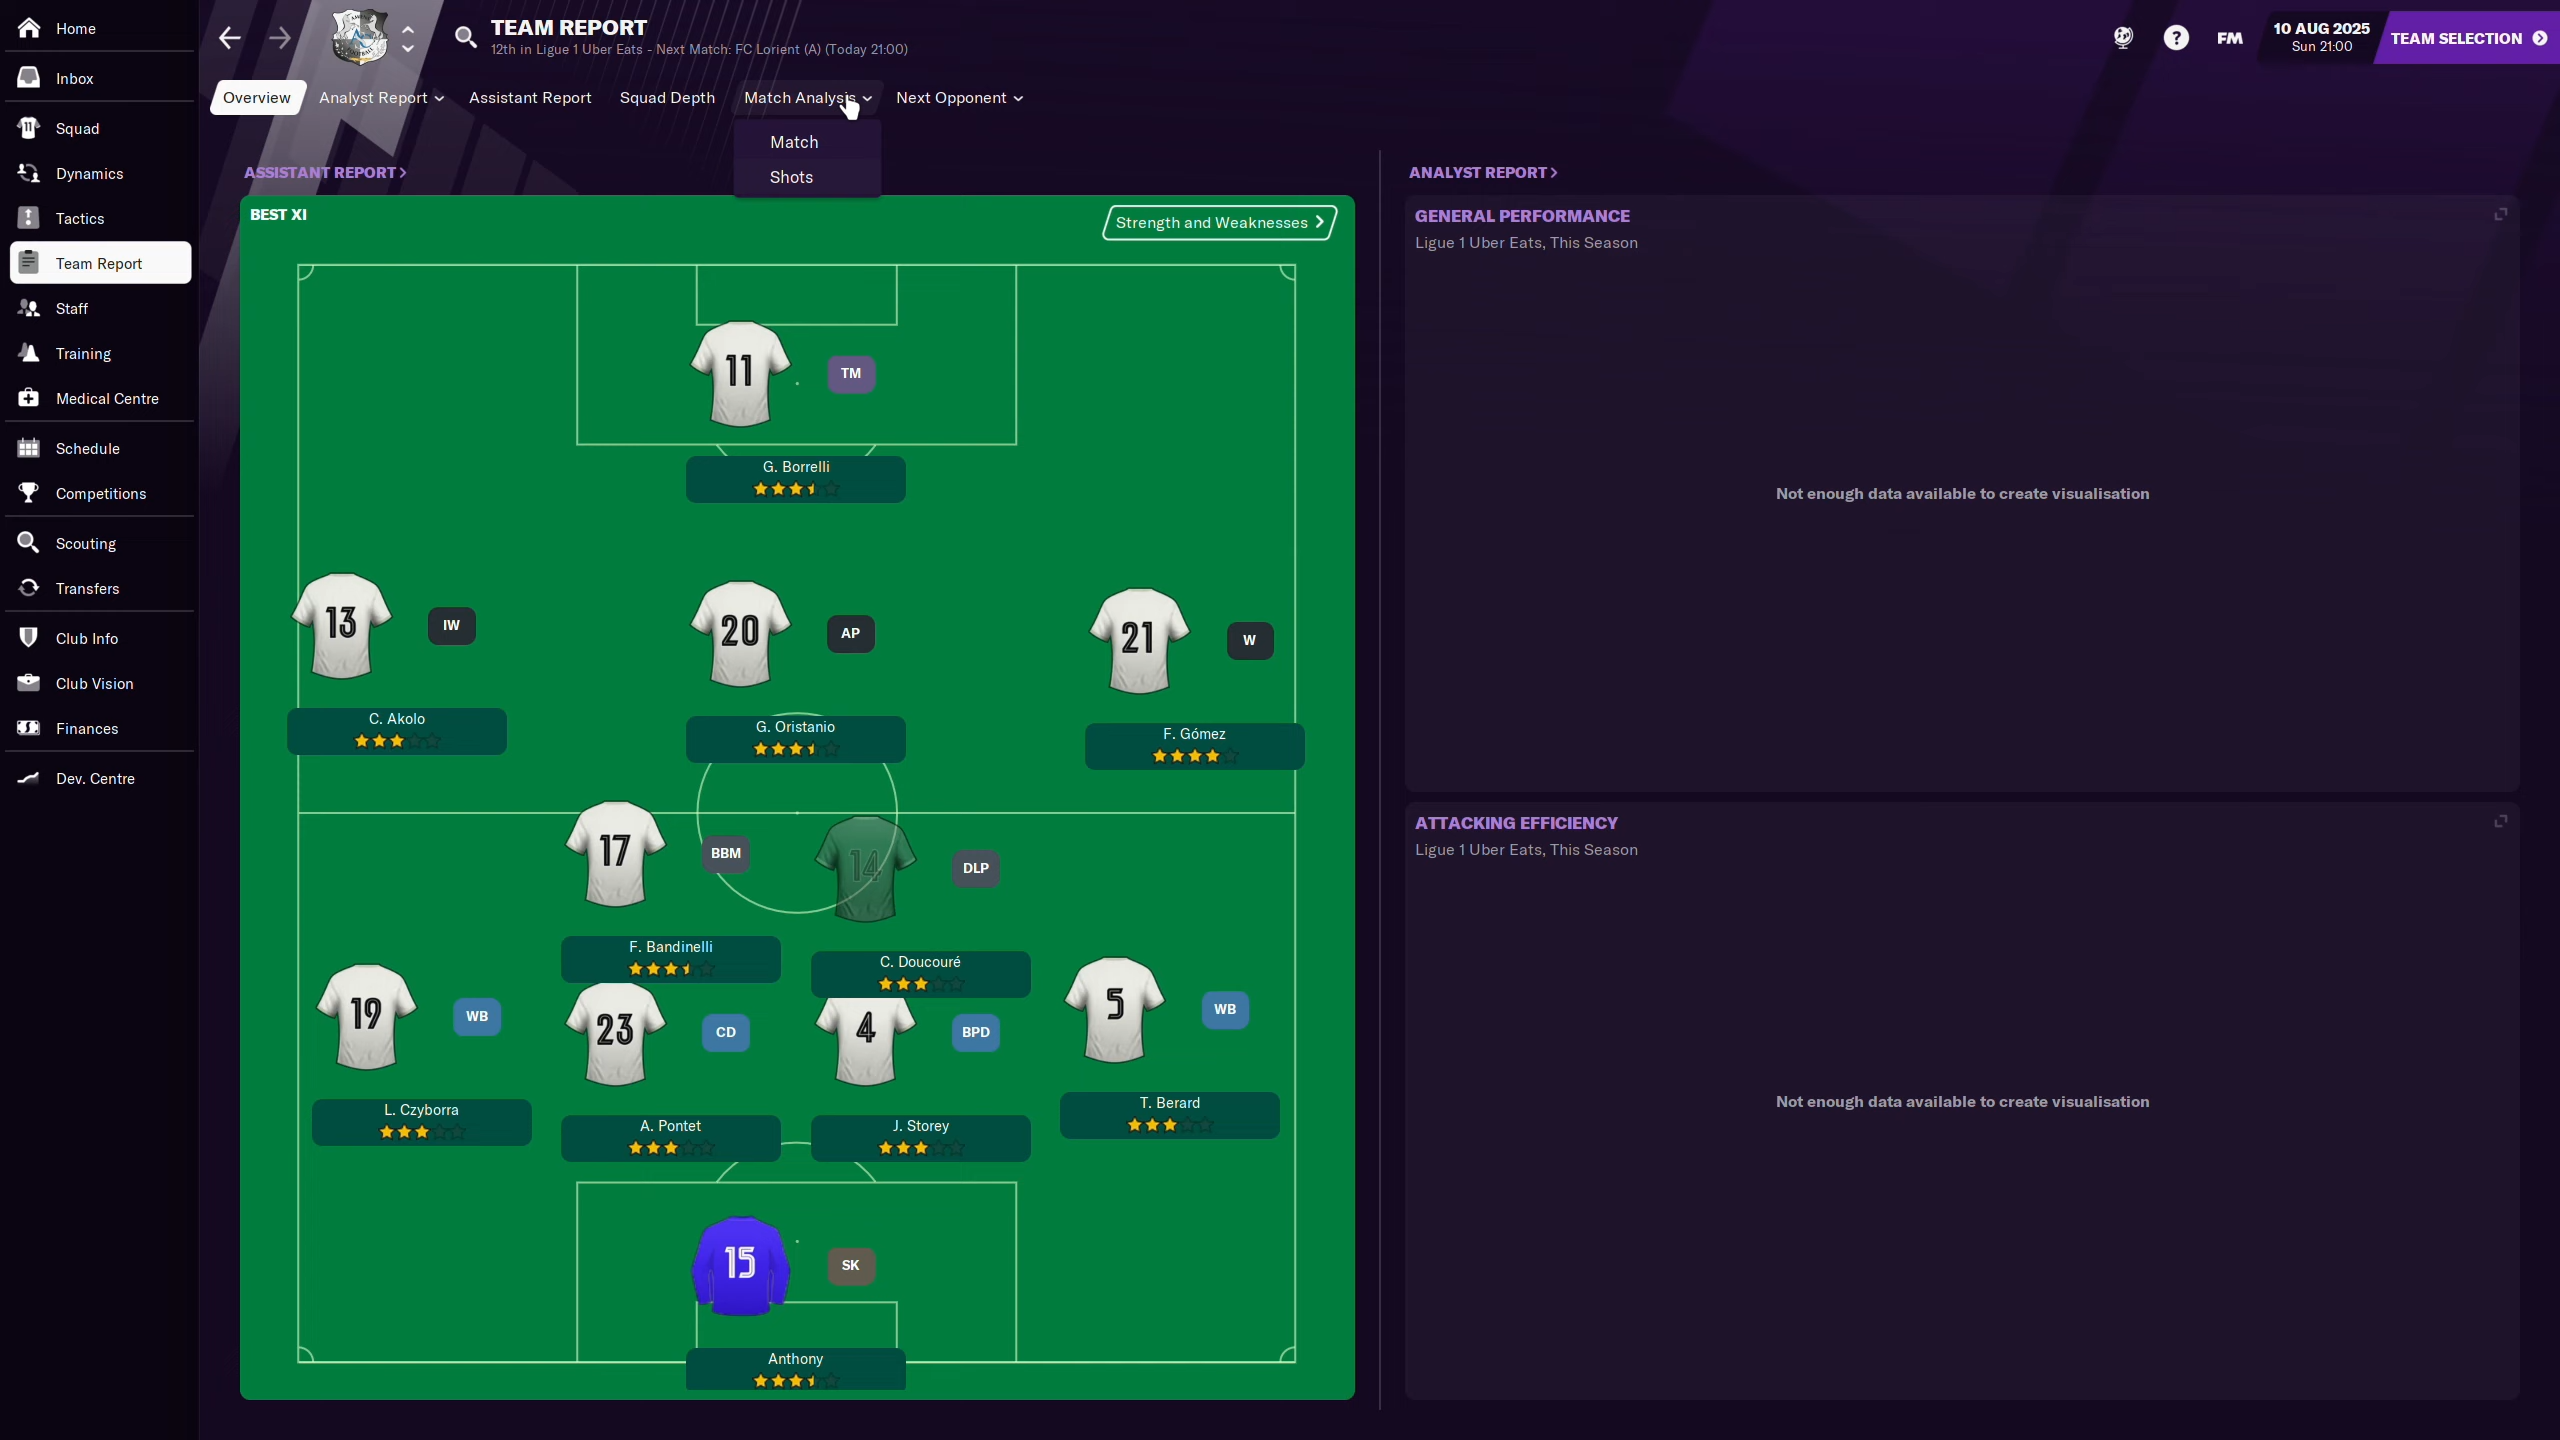 Home
Inbox
Squad
Dynamics
Tactics
Team Report
Staff
Training
Medical Centre
Schedule
Competitions
Scouting
Transfers
Club Info
Club Vision
Finances
Dev. Centre
TEAM REPORT
12th in Ligue 1 Uber Eats - Next Match: FC Lorient (A) (Today 21:00)
FM
10 AUG 2025
Sun 21:00
TEAM SELECTION
Overview
Analyst Report
Assistant Report
Squad Depth
Match Analysis
Next Opponent
Match
Shots
ASSISTANT REPORT
BEST XI
Strength and Weaknesses
11
TM
G. Borrelli
13
IW
C. Akolo
20
AP
G. Oristanio
21
W
F. Gómez
17
BBM
F. Bandinelli
14
DLP
C. Doucouré
19
WB
L. Czyborra
23
CD
A. Pontet
4
BPD
J. Storey
5
WB
T. Berard
15
SK
Anthony
ANALYST REPORT
GENERAL PERFORMANCE
Ligue 1 Uber Eats, This Season
Not enough data available to create visualisation
ATTACKING EFFICIENCY
Ligue 1 Uber Eats, This Season
Not enough data available to create visualisation